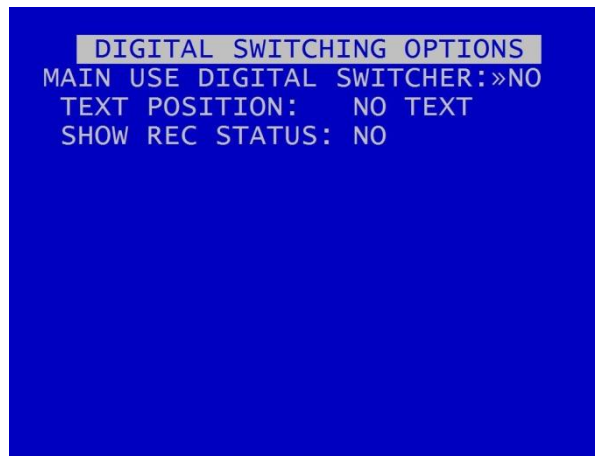 DIGITAL SWITCHING OPTIONS
MAIN USE DIGITAL SWITCHER:»NO
TEXT POSITION: NO TEXT
SHOW REC STATUS: NO